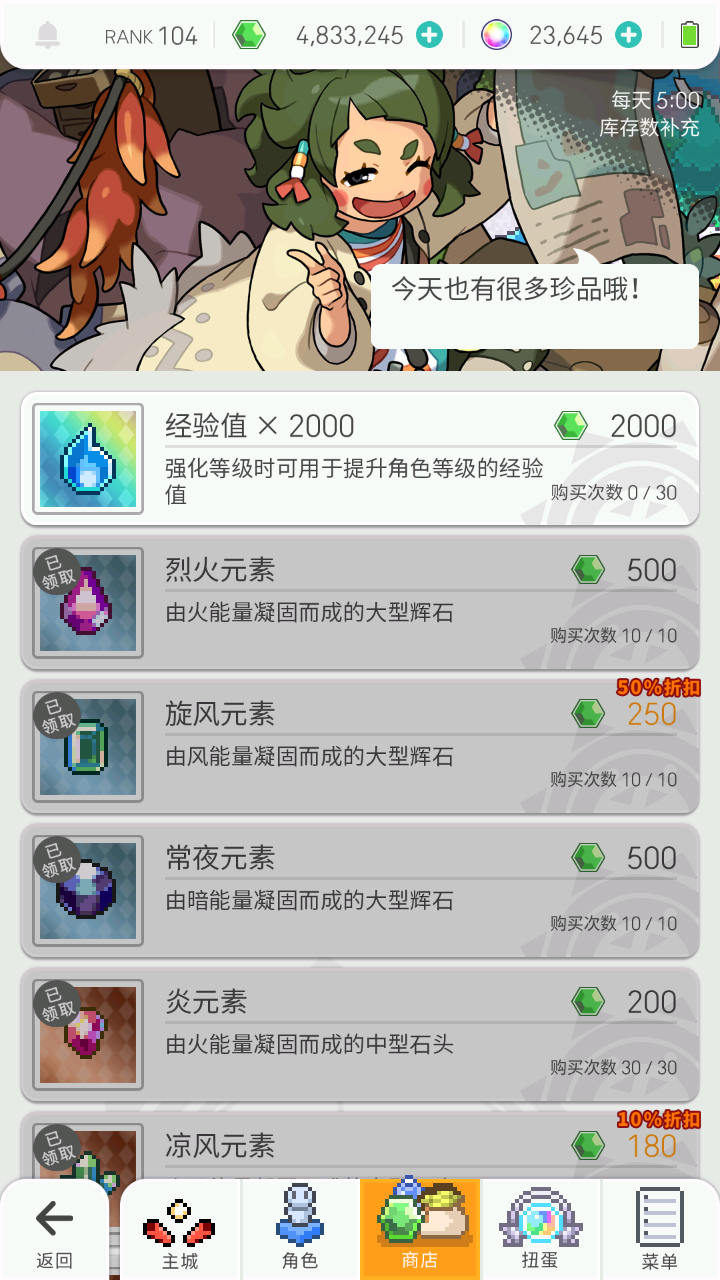 RANK 104
4,833,245
23,645
每天 5:00
库存数补充
今天也有很多珍品哦！
经验值 × 2000
2000
强化等级时可用于提升角色等级的经验
值
购买次数 0 / 30
已
领取
烈火元素
500
由火能量凝固而成的大型辉石
购买次数 10 / 10
50%折扣
已
领取
旋风元素
250
由风能量凝固而成的大型辉石
购买次数 10 / 10
已
领取
常夜元素
500
由暗能量凝固而成的大型辉石
购买次数 10 / 10
已
领取
炎元素
200
由火能量凝固而成的中型石头
购买次数 30 / 30
10%折扣
已
领取
凉风元素
180
返回
主城
角色
商店
扭蛋
菜单